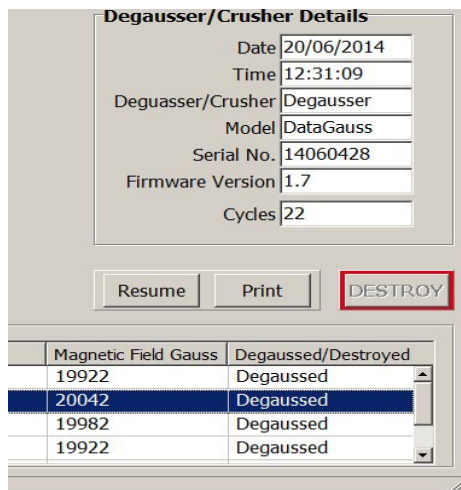 Degausser/Crusher Details
Date 20/06/2014
Time 12:31:09
Deguasser/Crusher Degausser
Model DataGauss
Serial No. 14060428
Firmware Version 1.7
Cycles 22
Resume Print DESTROY
Magnetic Field Gauss Degaussed/Destroyed
19922 Degaussed
20042 Degaussed
19982 Degaussed
19922 Degaussed